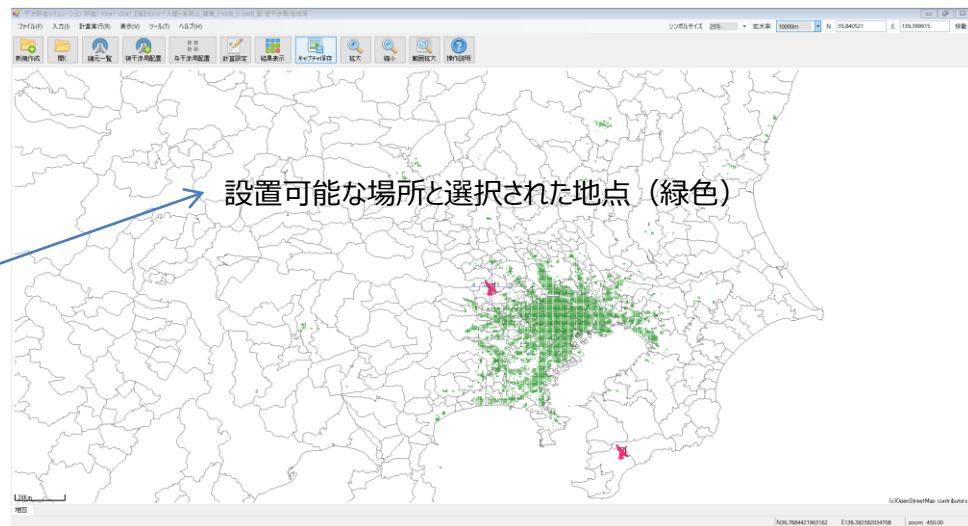 ファイル(F) 入力(I) 計算実行(R) 表示(V) ツール(T) ヘルプ(H)
シンボルサイズ 25% 拡大率 10000m N 35.840521 E 139.399915 移動
新規作成 開く 諸元一覧 被干渉局配置 与干渉局配置 計算設定 結果表示 キャプチャ保存 拡大 縮小 範囲拡大 操作説明
設置可能な場所と選択された地点（緑色）
20Km
(c)OpenStreetMap contributors
地図
N36.7884421963162 E138.382382034708 zoom 450.00